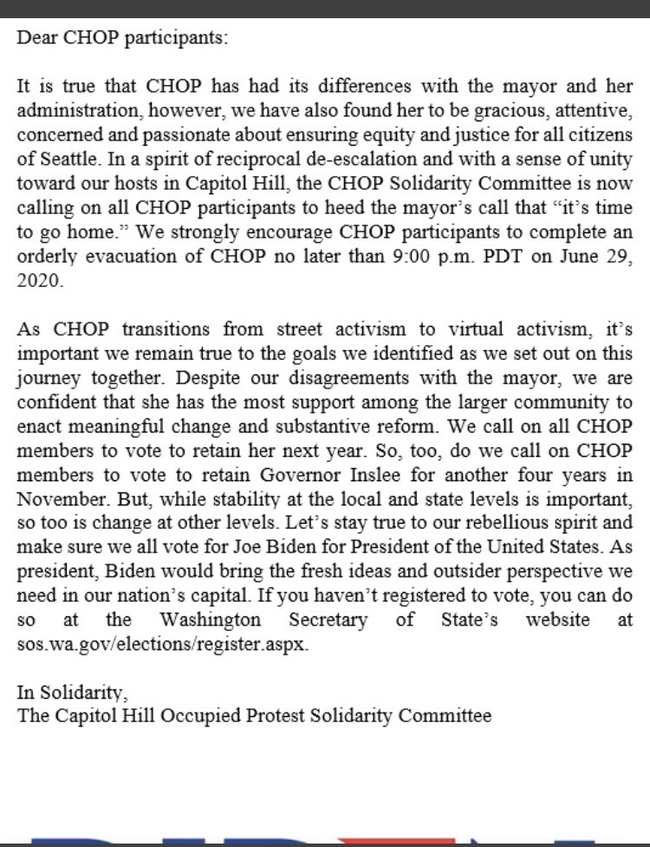 Dear CHOP participants:
It is true that CHOP has had its differences with the mayor and her
administration, however, we have also found her to be gracious, attentive,
concerned and passionate about ensuring equity and justice for all citizens
of Seattle. In a spirit of reciprocal de-escalation and with a sense of unity
toward our hosts in Capitol Hill, the CHOP Solidarity Committee is now
calling on all CHOP participants to heed the mayor’s call that “it’s time
to go home.” We strongly encourage CHOP participants to complete an
orderly evacuation of CHOP no later than 9:00 p.m. PDT on June 29,
2020.
As CHOP transitions from street activism to virtual activism, it’s
important we remain true to the goals we identified as we set out on this
journey together. Despite our disagreements with the mayor, we are
confident that she has the most support among the larger community to
enact meaningful change and substantive reform. We call on all CHOP
members to vote to retain her next year. So, too, do we call on CHOP
members to vote to retain Governor Inslee for another four years in
November. But, while stability at the local and state levels is important,
so too is change at other levels. Let’s stay true to our rebellious spirit and
make sure we all vote for Joe Biden for President of the United States. As
president, Biden would bring the fresh ideas and outsider perspective we
need in our nation’s capital. If you haven’t registered to vote, you can do
so at the Washington Secretary of State’s website at
sos.wa.gov/elections/register.aspx.
In Solidarity,
The Capitol Hill Occupied Protest Solidarity Committee